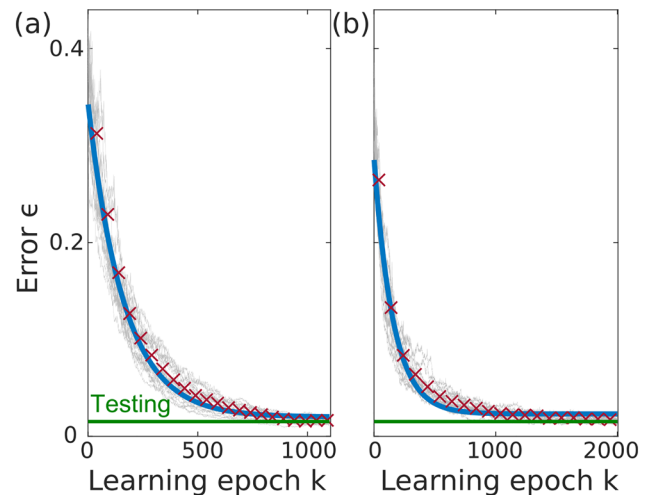 (a)
(b)
0.4
0.2
0
Error ϵ
Testing
0
500
1000
Learning epoch k
0
1000
2000
Learning epoch k